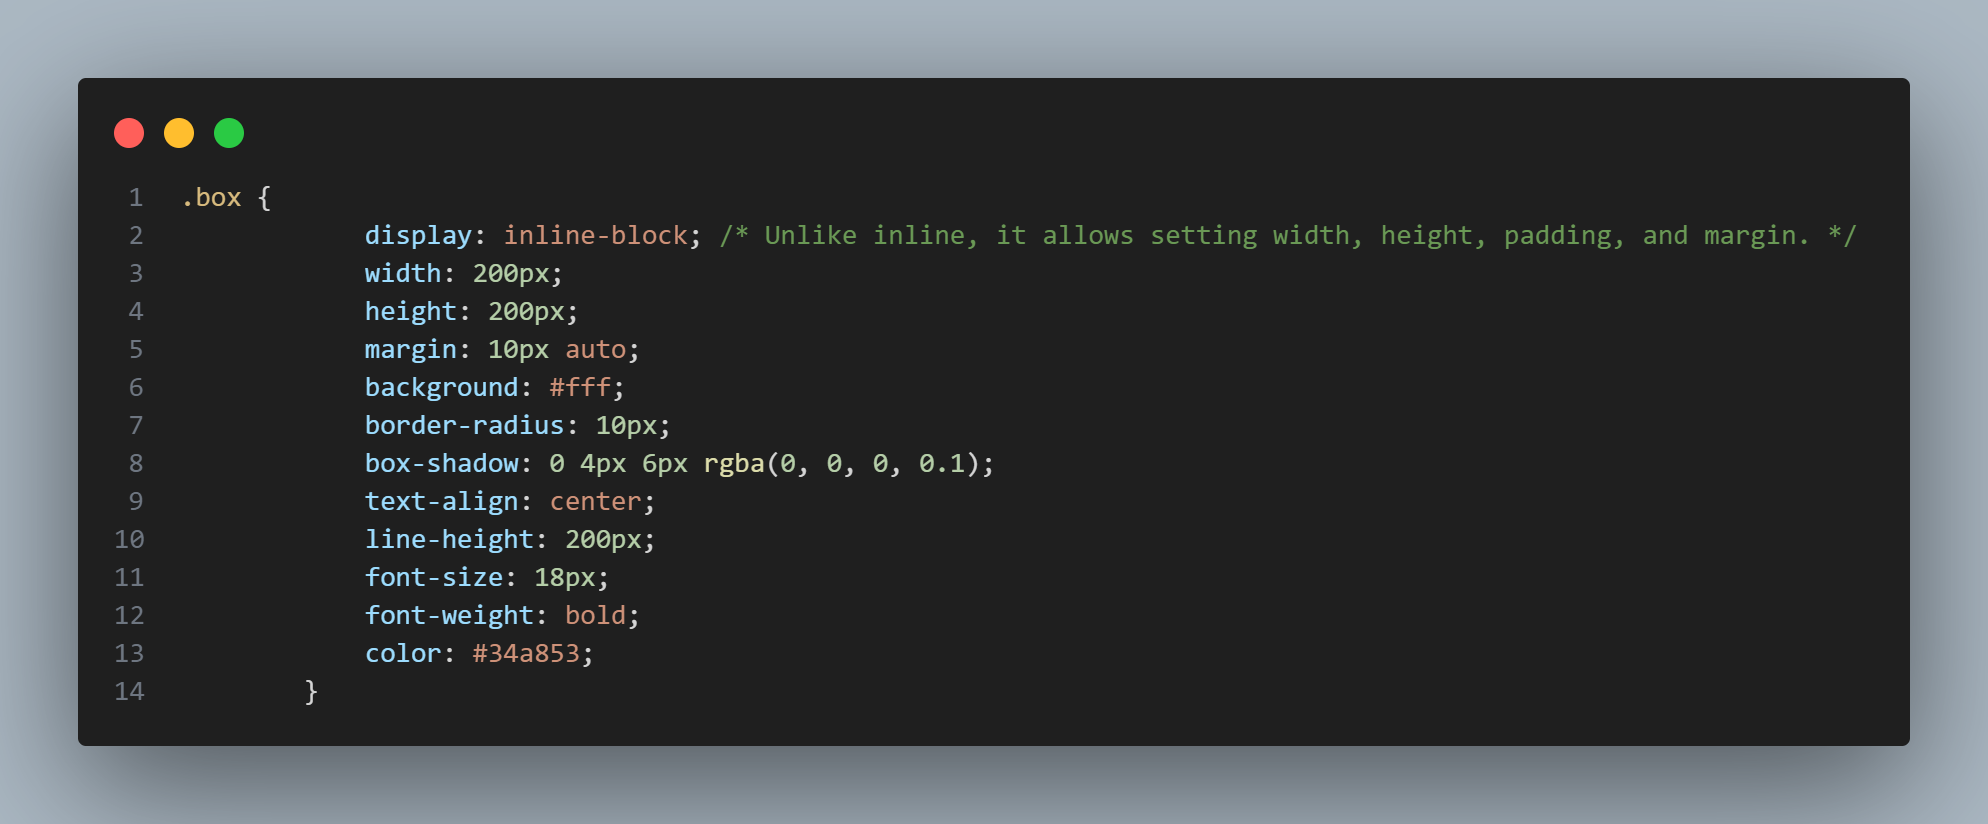 1 .box {
2 display: inline-block; /* Unlike inline, it allows setting width, height, padding, and margin. */
3 width: 200px;
4 height: 200px;
5 margin: 10px auto;
6 background: #fff;
7 border-radius: 10px;
8 box-shadow: 0 4px 6px rgba(0, 0, 0, 0.1);
9 text-align: center;
10 line-height: 200px;
11 font-size: 18px;
12 font-weight: bold;
13 color: #34a853;
14 }